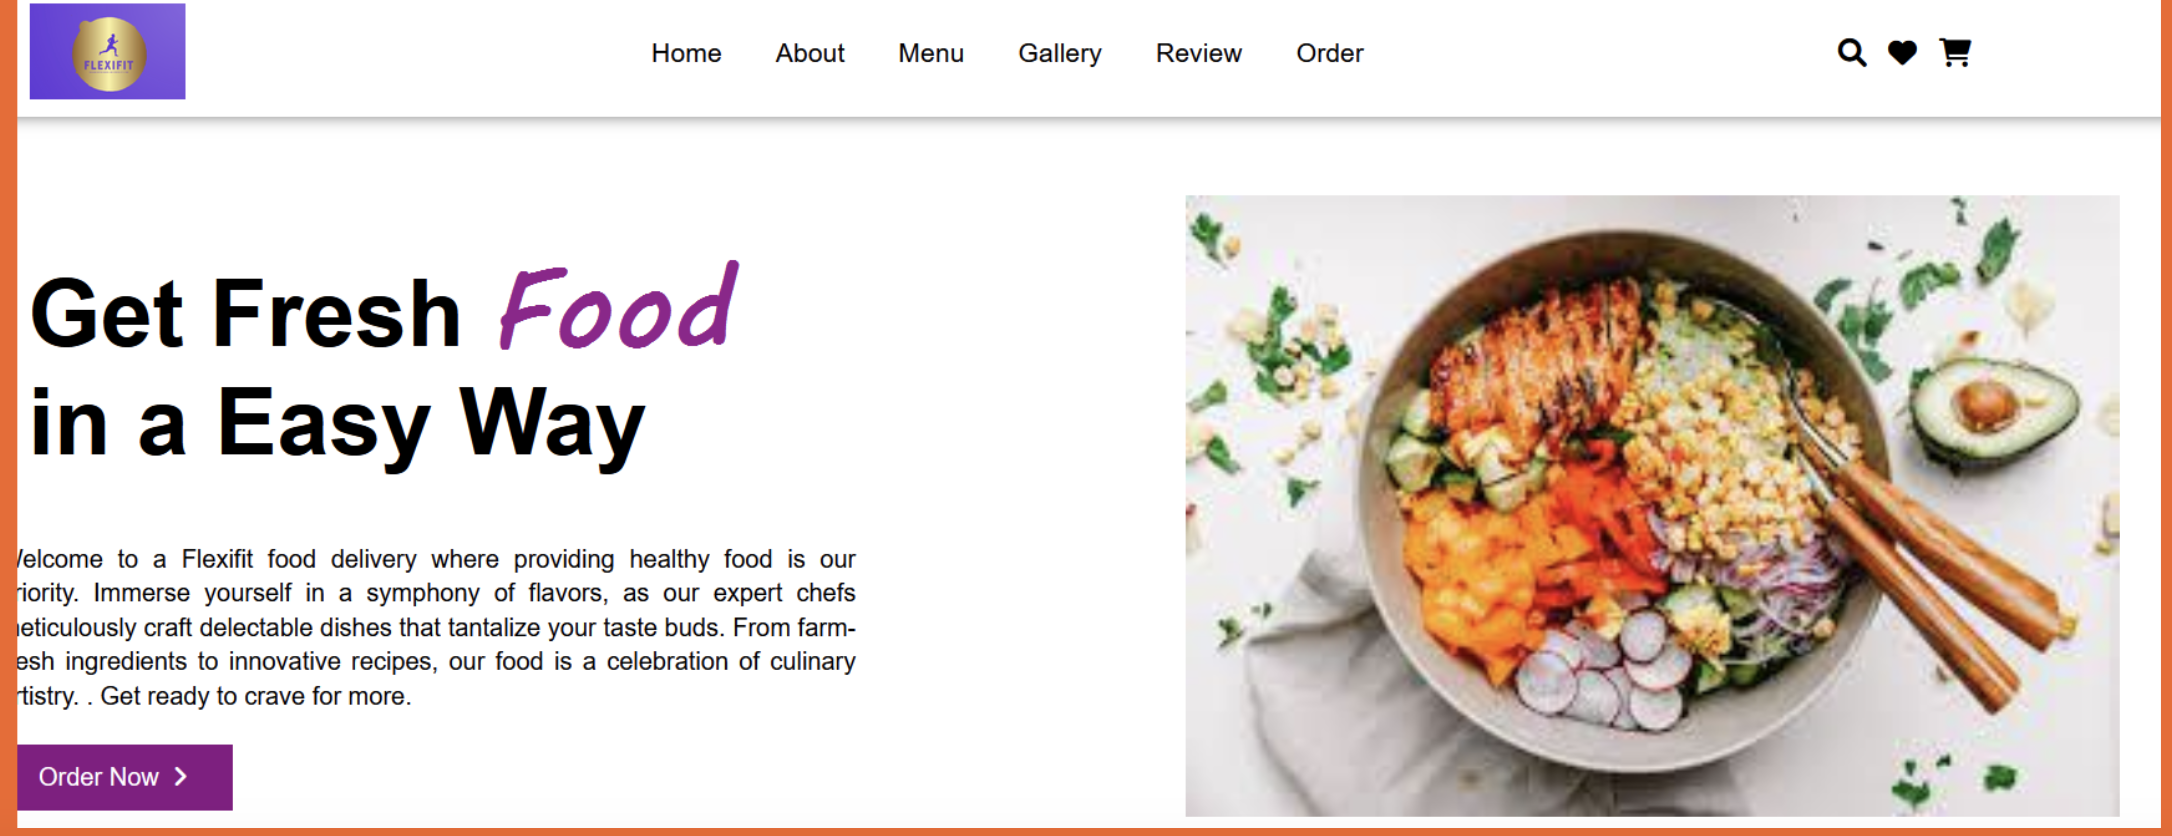 FLEXIFIT
Home About Menu Gallery Review Order
Get Fresh Food
in a Easy Way
elcome to a Flexifit food delivery where providing healthy food is our
riority. Immerse yourself in a symphony of flavors, as our expert chefs
eticulously craft delectable dishes that tantalize your taste buds. From farm-
esh ingredients to innovative recipes, our food is a celebration of culinary
rtistry. . Get ready to crave for more.
Order Now